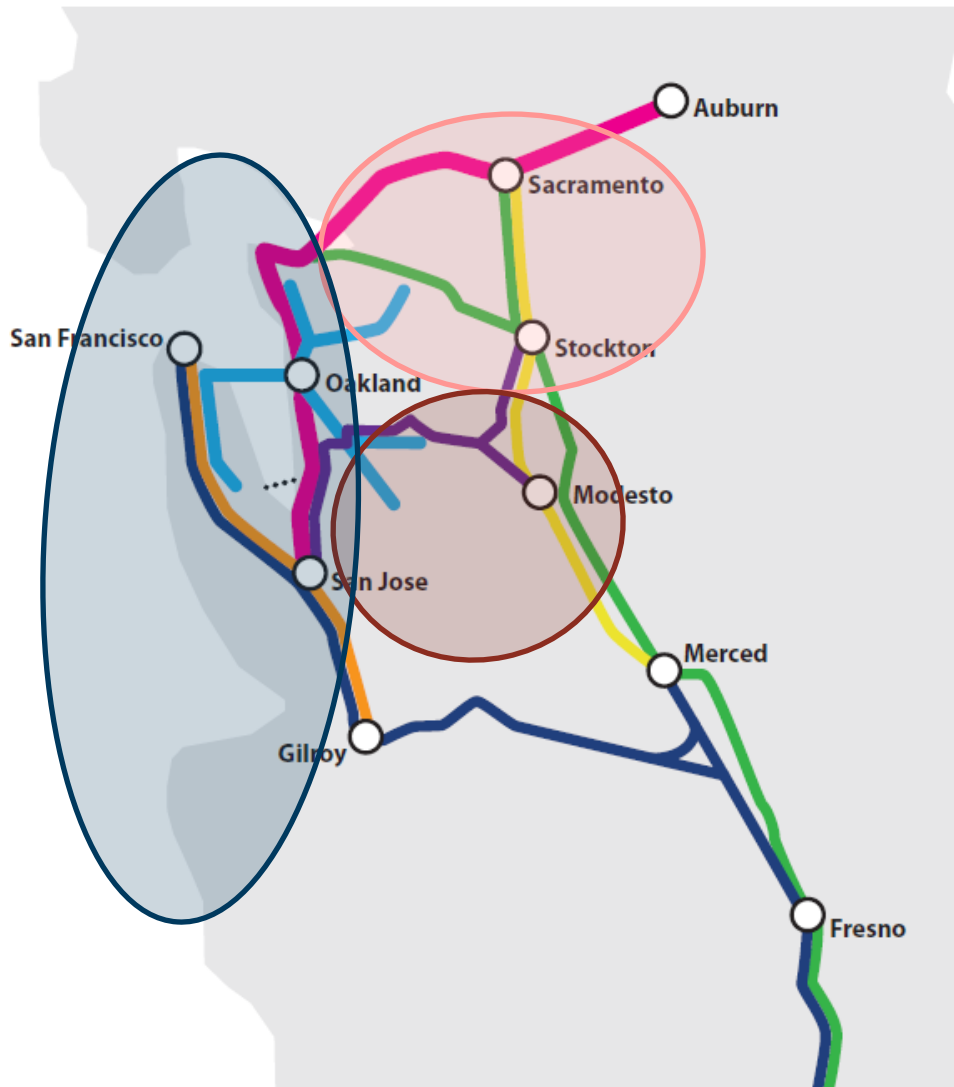 Auburn
Sacramento
San Francisco
Stockton
Oakland
Modesto
San Jose
Merced
Gilroy
Fresno